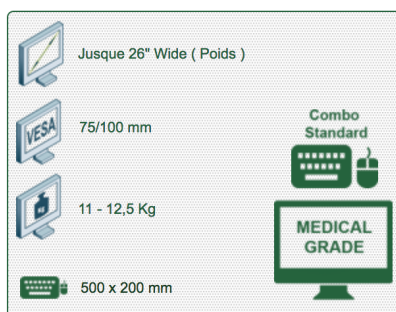 Jusque 26" Wide ( Poids )
VESA
75/100 mm
KG
11 - 12,5 Kg
500 x 200 mm
Combo
Standard
MEDICAL
GRADE